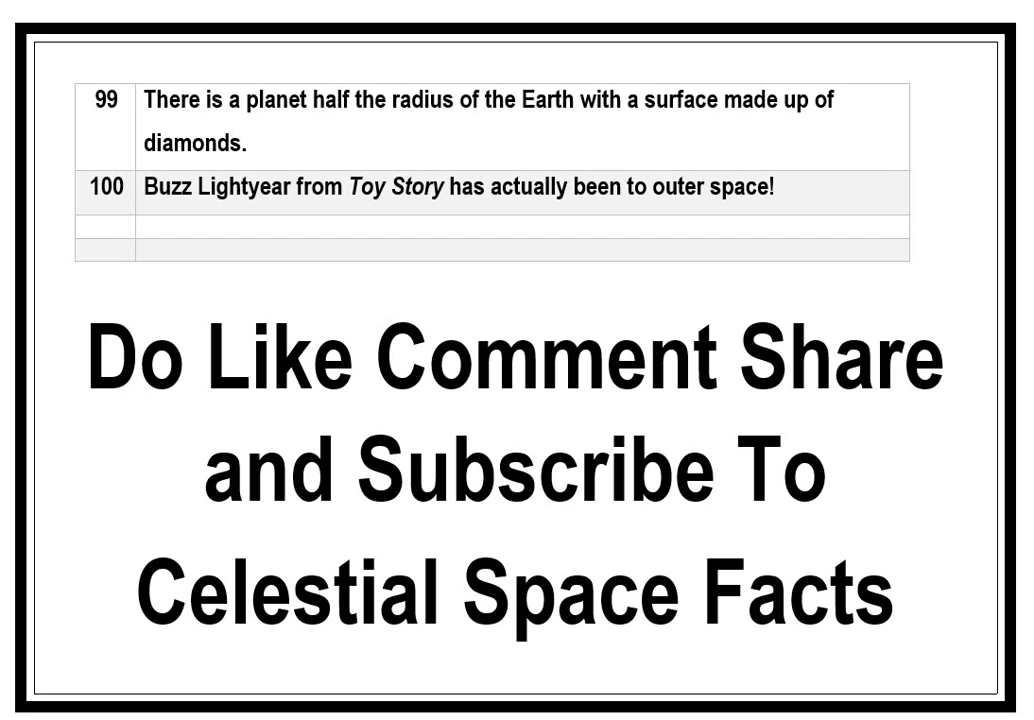 99 There is a planet half the radius of the Earth with a surface made up of
diamonds.
100 Buzz Lightyear from Toy Story has actually been to outer space!
Do Like Comment Share
and Subscribe To
Celestial Space Facts